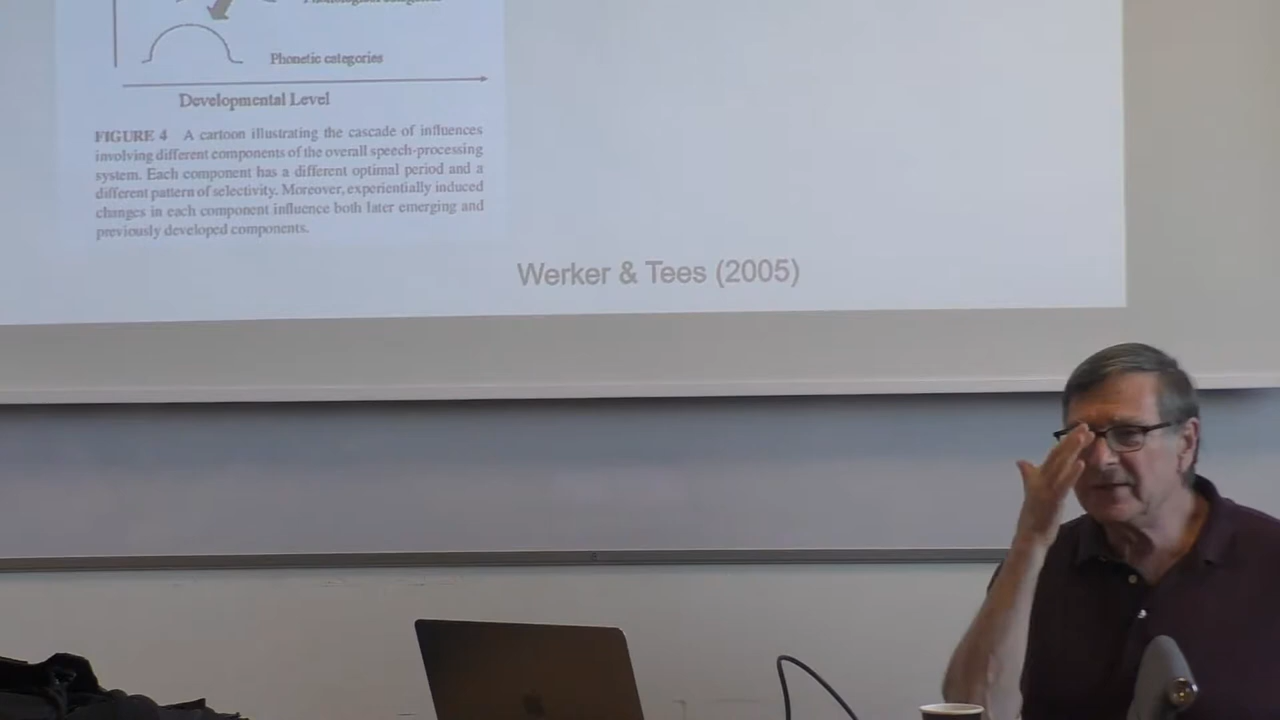 Phonetic categories
Developmental Level
FIGURE 4 A cartoon illustrating the cascade of influences
involving different components of the overall speech-processing
system. Each component has a different optimal period and a
different pattern of selectivity. Moreover, experientially induced
changes in each component influence both later emerging and
previously developed components.
Werker & Tees (2005)